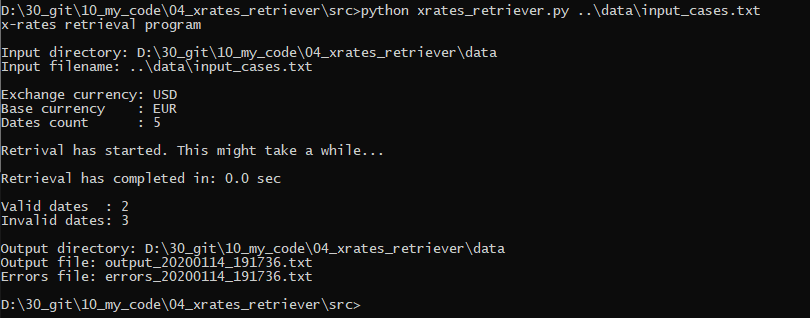 D:\30_git\10_my_code\04_xrates_retriever\src>python xrates_retriever.py ..\data\input_cases.txt
x-rates retrieval program
Input directory: D:\30_git\10_my_code\04_xrates_retriever\data
Input filename: ..\data\input_cases.txt
Exchange currency: USD
Base currency    : EUR
Dates count      : 5
Retrival has started. This might take a while...
Retrieval has completed in: 0.0 sec
Valid dates  : 2
Invalid dates: 3
Output directory: D:\30_git\10_my_code\04_xrates_retriever\data
Output file: output_20200114_191736.txt
Errors file: errors_20200114_191736.txt
D:\30_git\10_my_code\04_xrates_retriever\src>